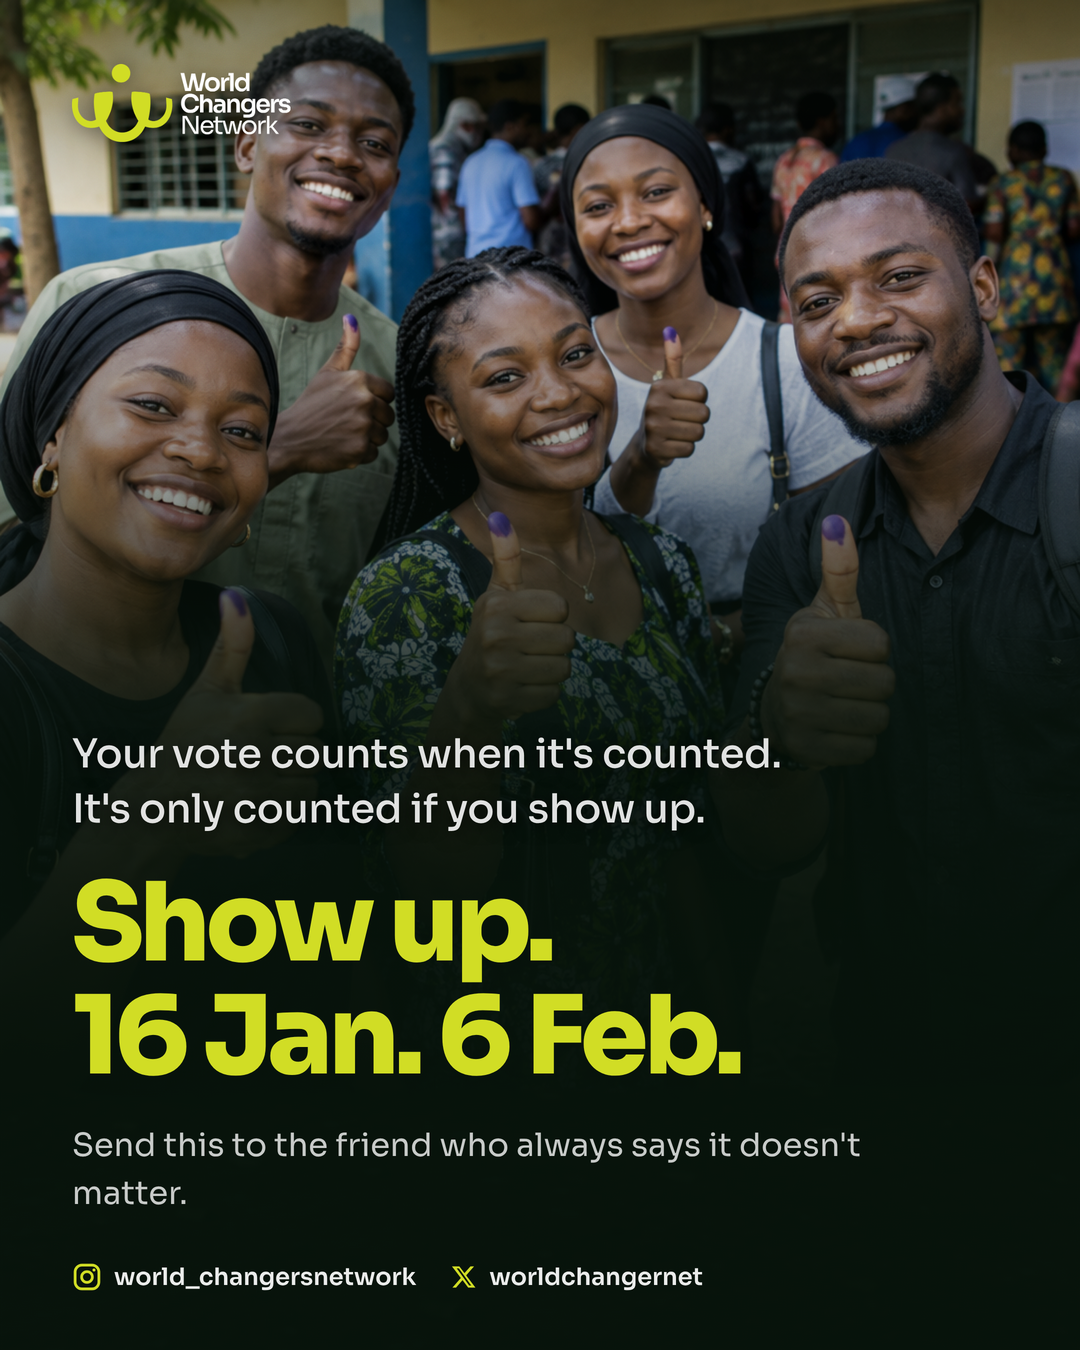 World
Changers
Network
Your vote counts when it's counted.
It's only counted if you show up.
Show up.
16 Jan. 6 Feb.
Send this to the friend who always says it doesn't
matter.
world_changersnetwork worldchangernet